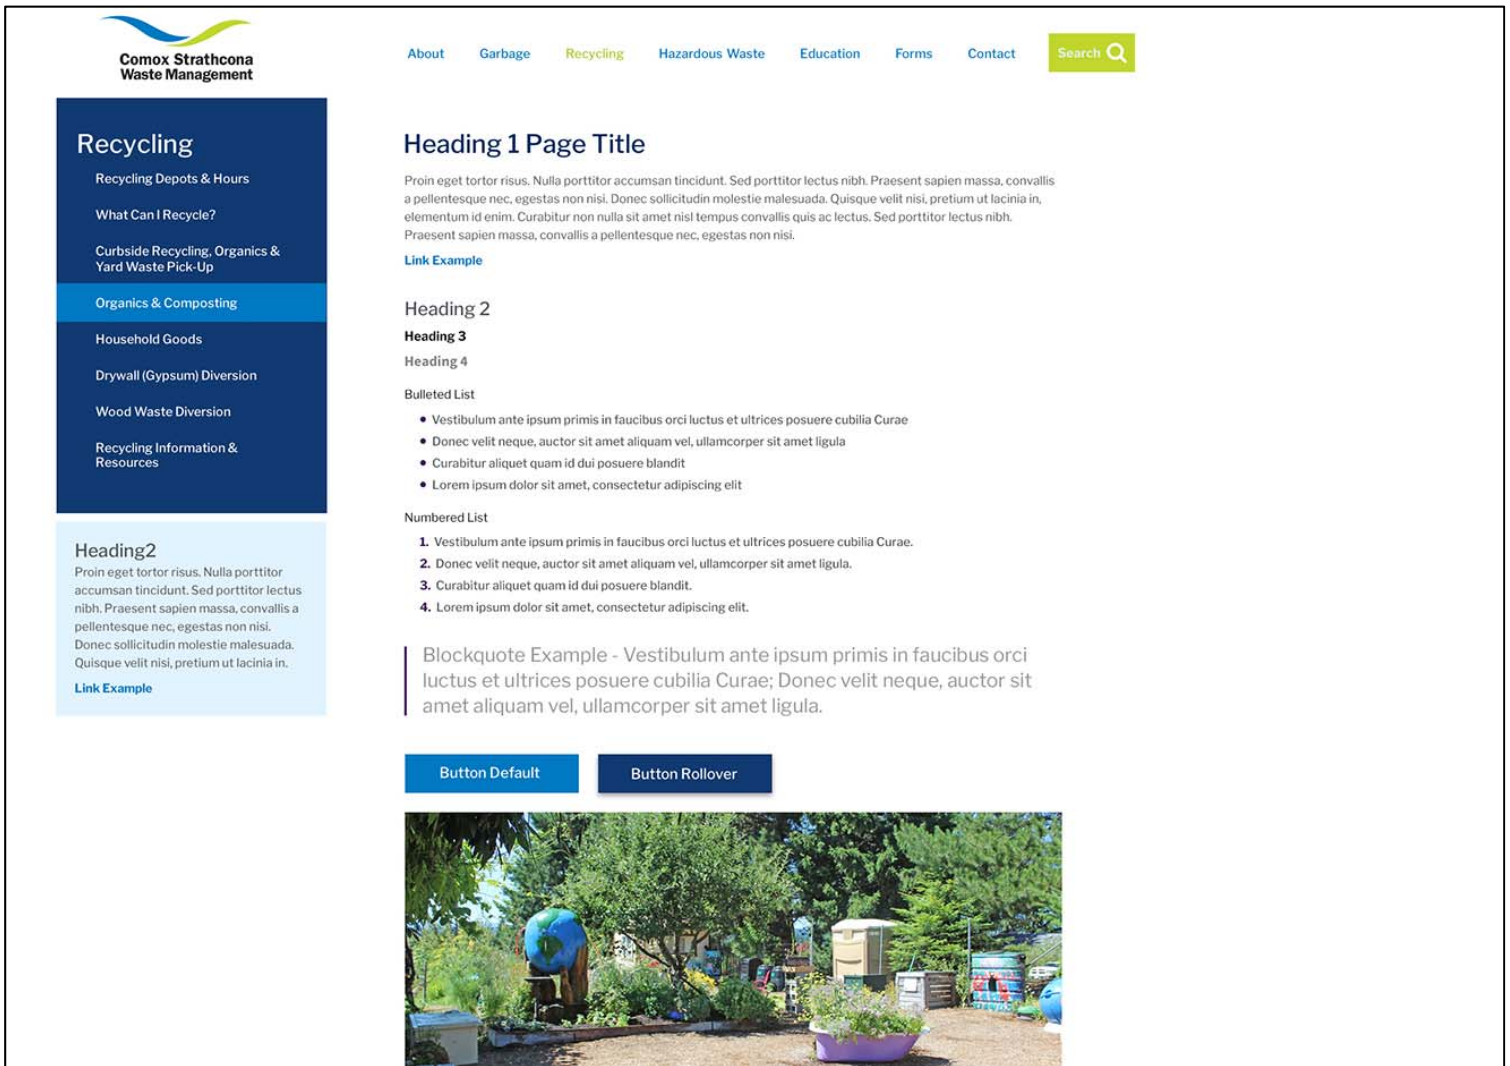 Comox Strathcona
Waste Management
About Garbage Recycling Hazardous Waste Education Forms Contact Search
Recycling
Recycling Depots & Hours
What Can I Recycle?
Curbside Recycling, Organics &
Yard Waste Pick-Up
Organics & Composting
Household Goods
Drywall (Gypsum) Diversion
Wood Waste Diversion
Recycling Information &
Resources
Heading2
Proin eget tortor risus. Nulla porttitor
accumsan tincidunt. Sed porttitor lectus
nibh. Praesent sapien massa, convallis a
pellentesque nec, egestas non nisi.
Donec sollicitudin molestie malesuada.
Quisque velit nisi, pretium ut lacinia in.
Link Example
Heading 1 Page Title
Proin eget tortor risus. Nulla porttitor accumsan tincidunt. Sed porttitor lectus nibh. Praesent sapien massa, convallis
a pellentesque nec, egestas non nisi. Donec sollicitudin molestie malesuada. Quisque velit nisi, pretium ut lacinia in,
elementum id enim. Curabitur non nulla sit amet nisl tempus convallis quis ac lectus. Sed porttitor lectus nibh.
Praesent sapien massa, convallis a pellentesque nec, egestas non nisi.
Link Example
Heading 2
Heading 3
Heading 4
Bulleted List
• Vestibulum ante ipsum primis in faucibus orci luctus et ultrices posuere cubilia Curae
• Donec velit neque, auctor sit amet aliquam vel, ullamcorper sit amet ligula
• Curabitur aliquet quam id dui posuere blandit
• Lorem ipsum dolor sit amet, consectetur adipiscing elit
Numbered List
1. Vestibulum ante ipsum primis in faucibus orci luctus et ultrices posuere cubilia Curae.
2. Donec velit neque, auctor sit amet aliquam vel, ullamcorper sit amet ligula.
3. Curabitur aliquet quam id dui posuere blandit.
4. Lorem ipsum dolor sit amet, consectetur adipiscing elit.
Blockquote Example - Vestibulum ante ipsum primis in faucibus orci
luctus et ultrices posuere cubilia Curae; Donec velit neque, auctor sit
amet aliquam vel, ullamcorper sit amet ligula.
Button Default Button Rollover